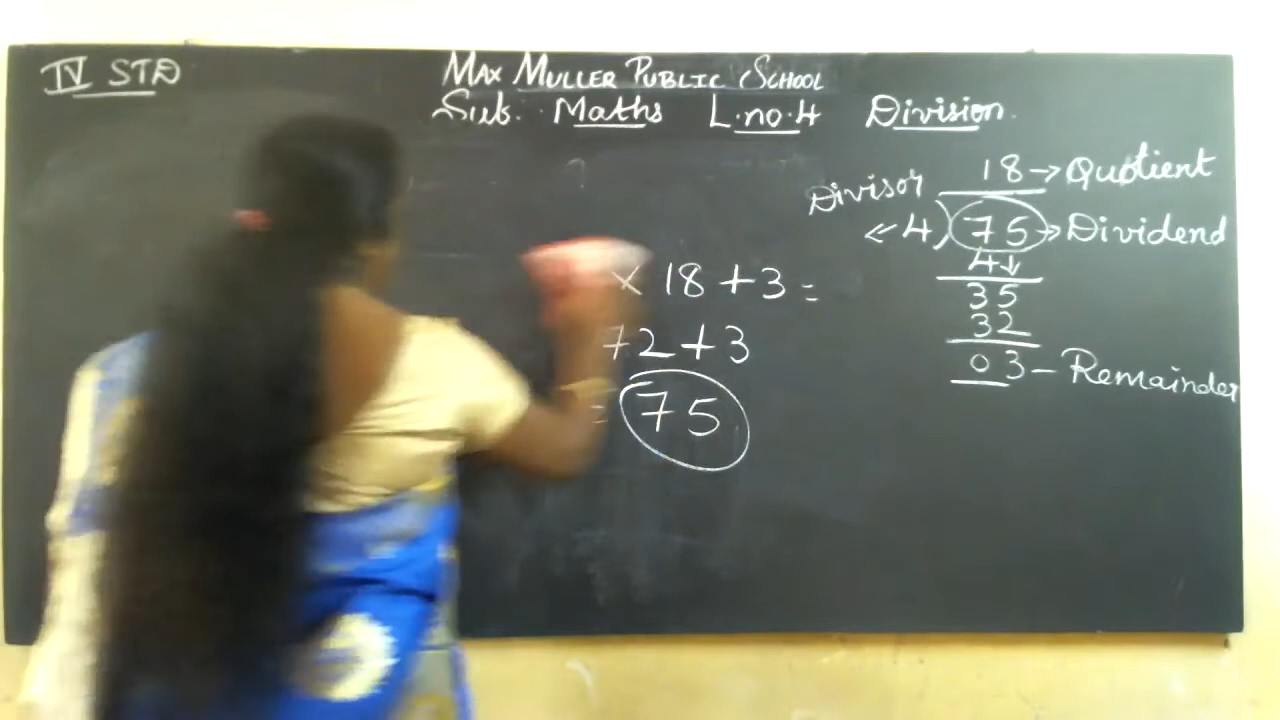 IV STD
MAX MULLER PUBLIC SCHOOL
Sub. Maths L.no.4 Division.
18 → Quotient
Divisor
← 4) 75 → Dividend
4↓
35
32
03 - Remainder
× 18 + 3 =
72 + 3
= 75